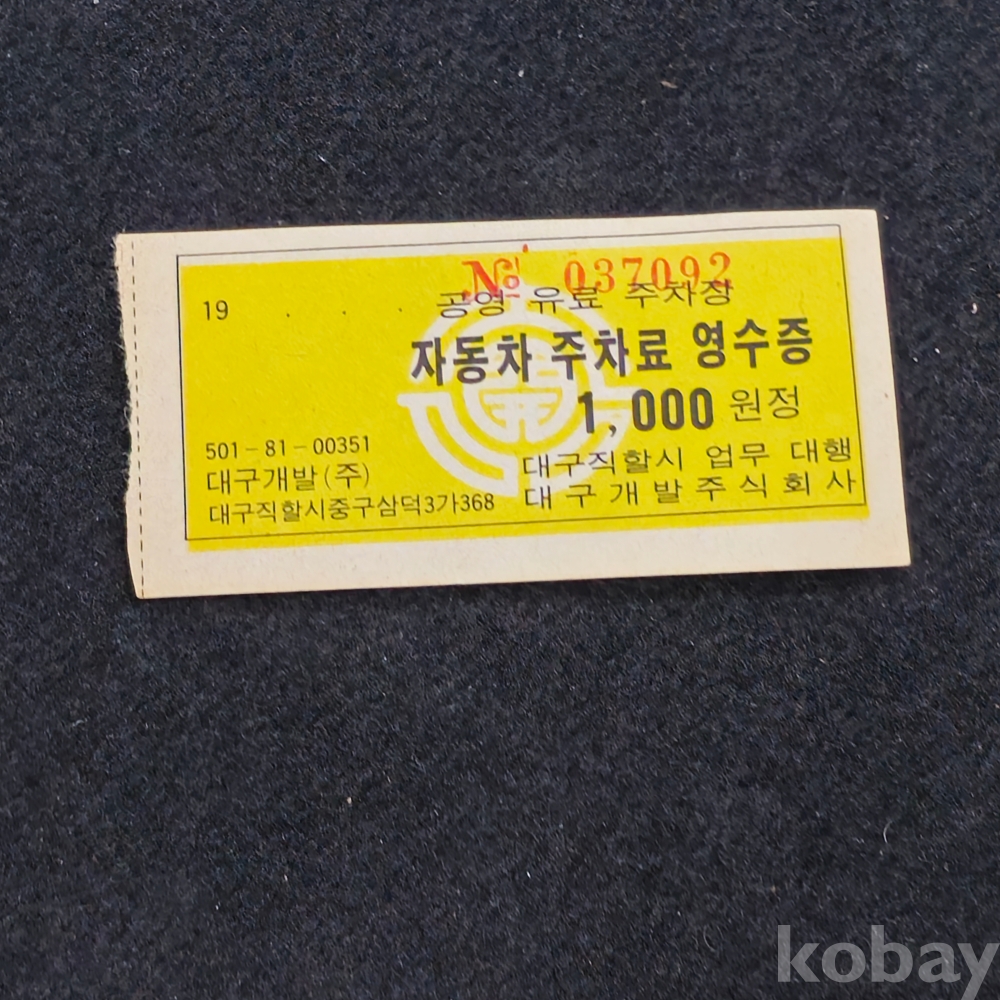 № 037092
19 . . .
공영 유료 주차장
자동차 주차료 영수증
1,000 원정
501-81-00351
대구개발(주)
대구직할시중구삼덕3가368
대구직할시 업무 대행
대구개발주식회사
kobay